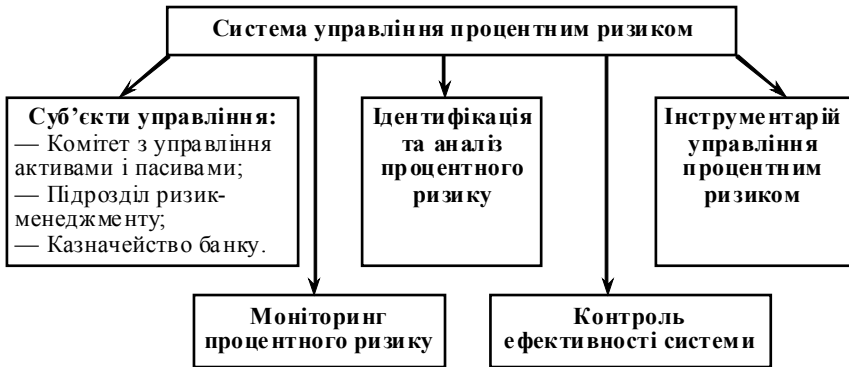 Система управління процентним ризиком
Суб’єкти управління:
— Комітет з управління
активами і пасивами;
— Підрозділ ризик-
менеджменту;
— Казначейство банку.
Ідентифікація
та аналіз
процентного
ризику
Інструментарій
управління
процентним
ризиком
Моніторинг
процентного ризику
Контроль
ефективності системи